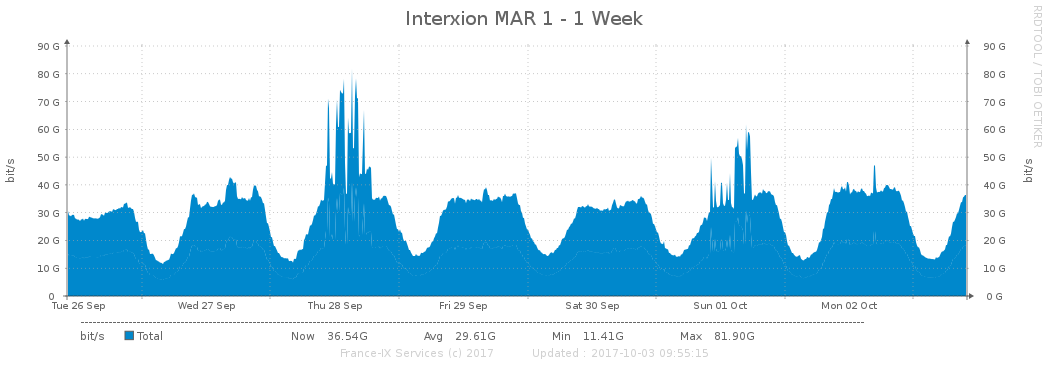 Interxion MAR 1 - 1 Week
RRDTOOL / TOBI OETIKER
bit/s
90 G 90 G
80 G 80 G
70 G 70 G
60 G 60 G
50 G 50 G
40 G 40 G
30 G 30 G
20 G 20 G
10 G 10 G
0 0 G
bit/s
Tue 26 Sep Wed 27 Sep Thu 28 Sep Fri 29 Sep Sat 30 Sep Sun 01 Oct Mon 02 Oct
bit/s Total Now 36.54G Avg 29.61G Min 11.41G Max 81.90G
France-IX Services (c) 2017 Updated : 2017-10-03 09:55:15